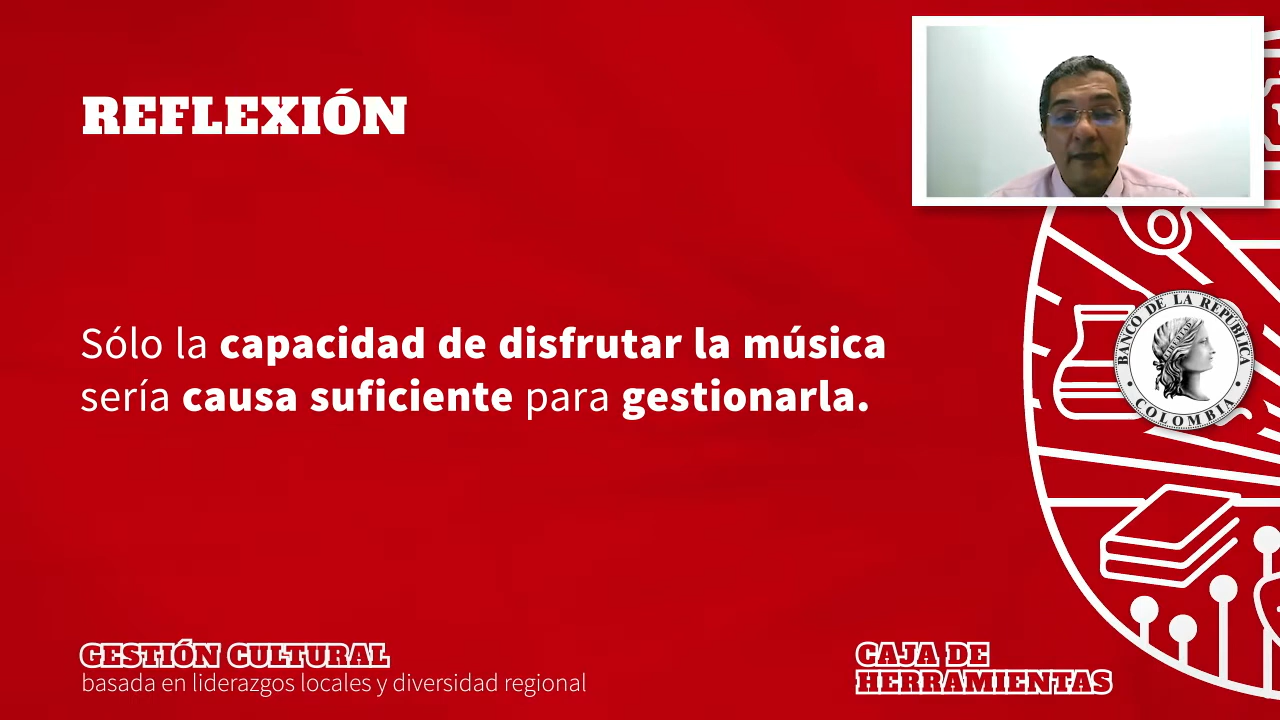 REFLEXIÓN
Sólo la capacidad de disfrutar la música
sería causa suficiente para gestionarla.
BANCO DE LA REPÚBLICA
COLOMBIA
GESTIÓN CULTURAL
basada en liderazgos locales y diversidad regional
CAJA DE
HERRAMIENTAS